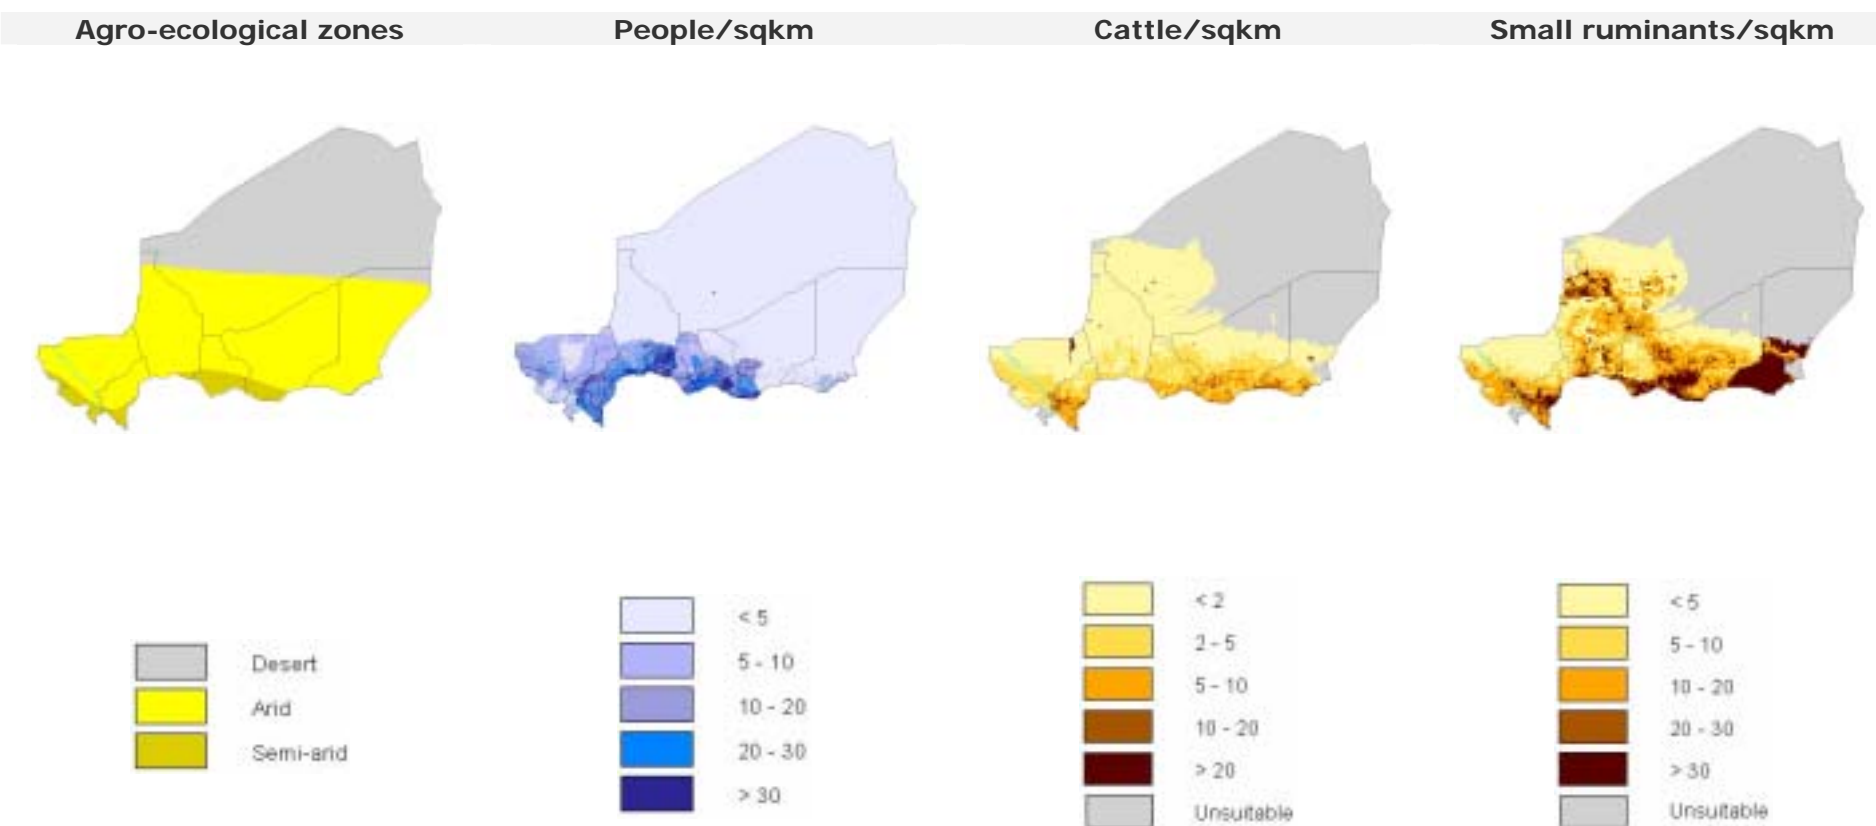 Agro-ecological zones
People/sqkm
Cattle/sqkm
Small ruminants/sqkm
Desert
Arid
Semi-arid
< 5
5 - 10
10 - 20
20 - 30
> 30
< 2
2 - 5
5 - 10
10 - 20
> 20
Unsuitable
< 5
5 - 10
10 - 20
20 - 30
> 30
Unsuitable